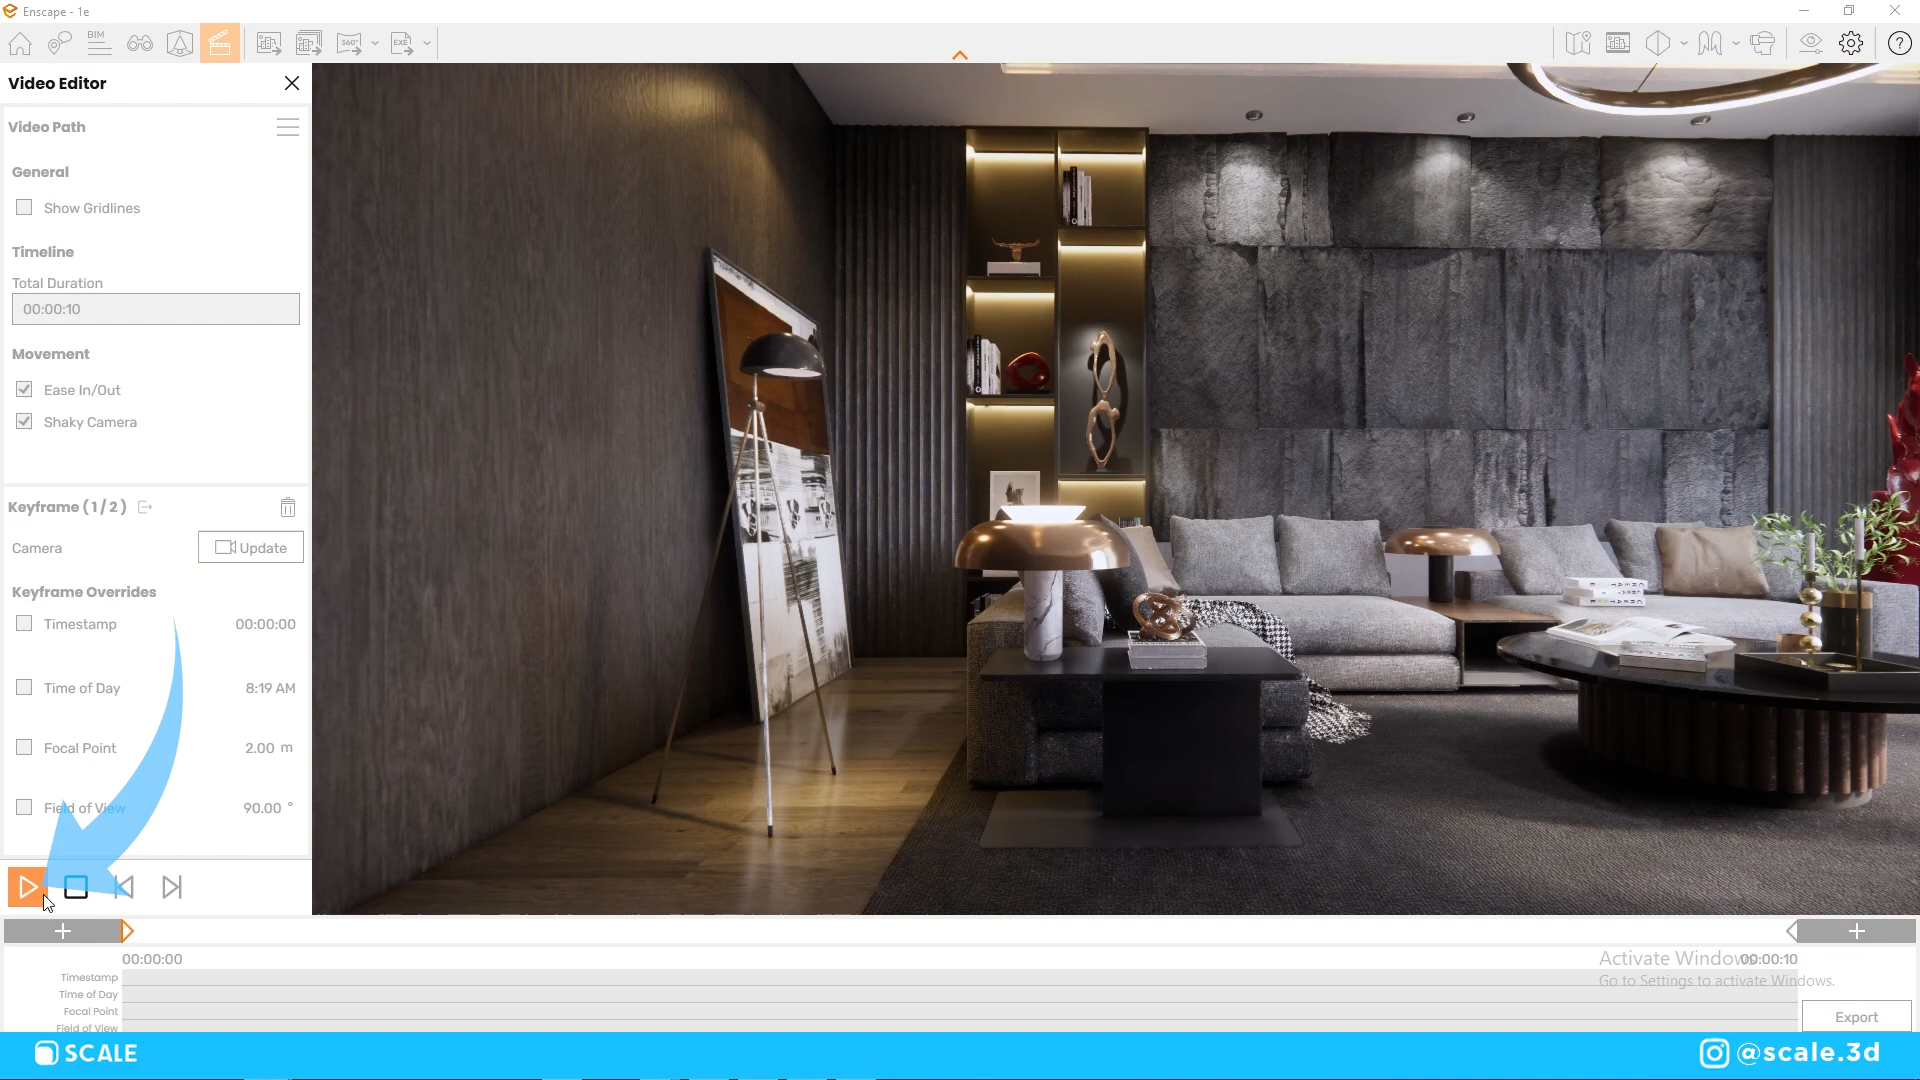 Enscape - 1e
BIM
360°
EXE
?
Video Editor
Video Path
General
Show Gridlines
Timeline
Total Duration
00:00:10
Movement
Ease In/Out
Shaky Camera
Keyframe ( 1 / 2 )
Camera
Update
Keyframe Overrides
Timestamp 00:00:00
Time of Day 8:19 AM
Focal Point 2.00 m
Field of View 90.00 °
00:00:00
00:00:10
Activate Windows
Go to Settings to activate Windows.
Timestamp
Time of Day
Focal Point
Field of View
Export
SCALE
@scale.3d